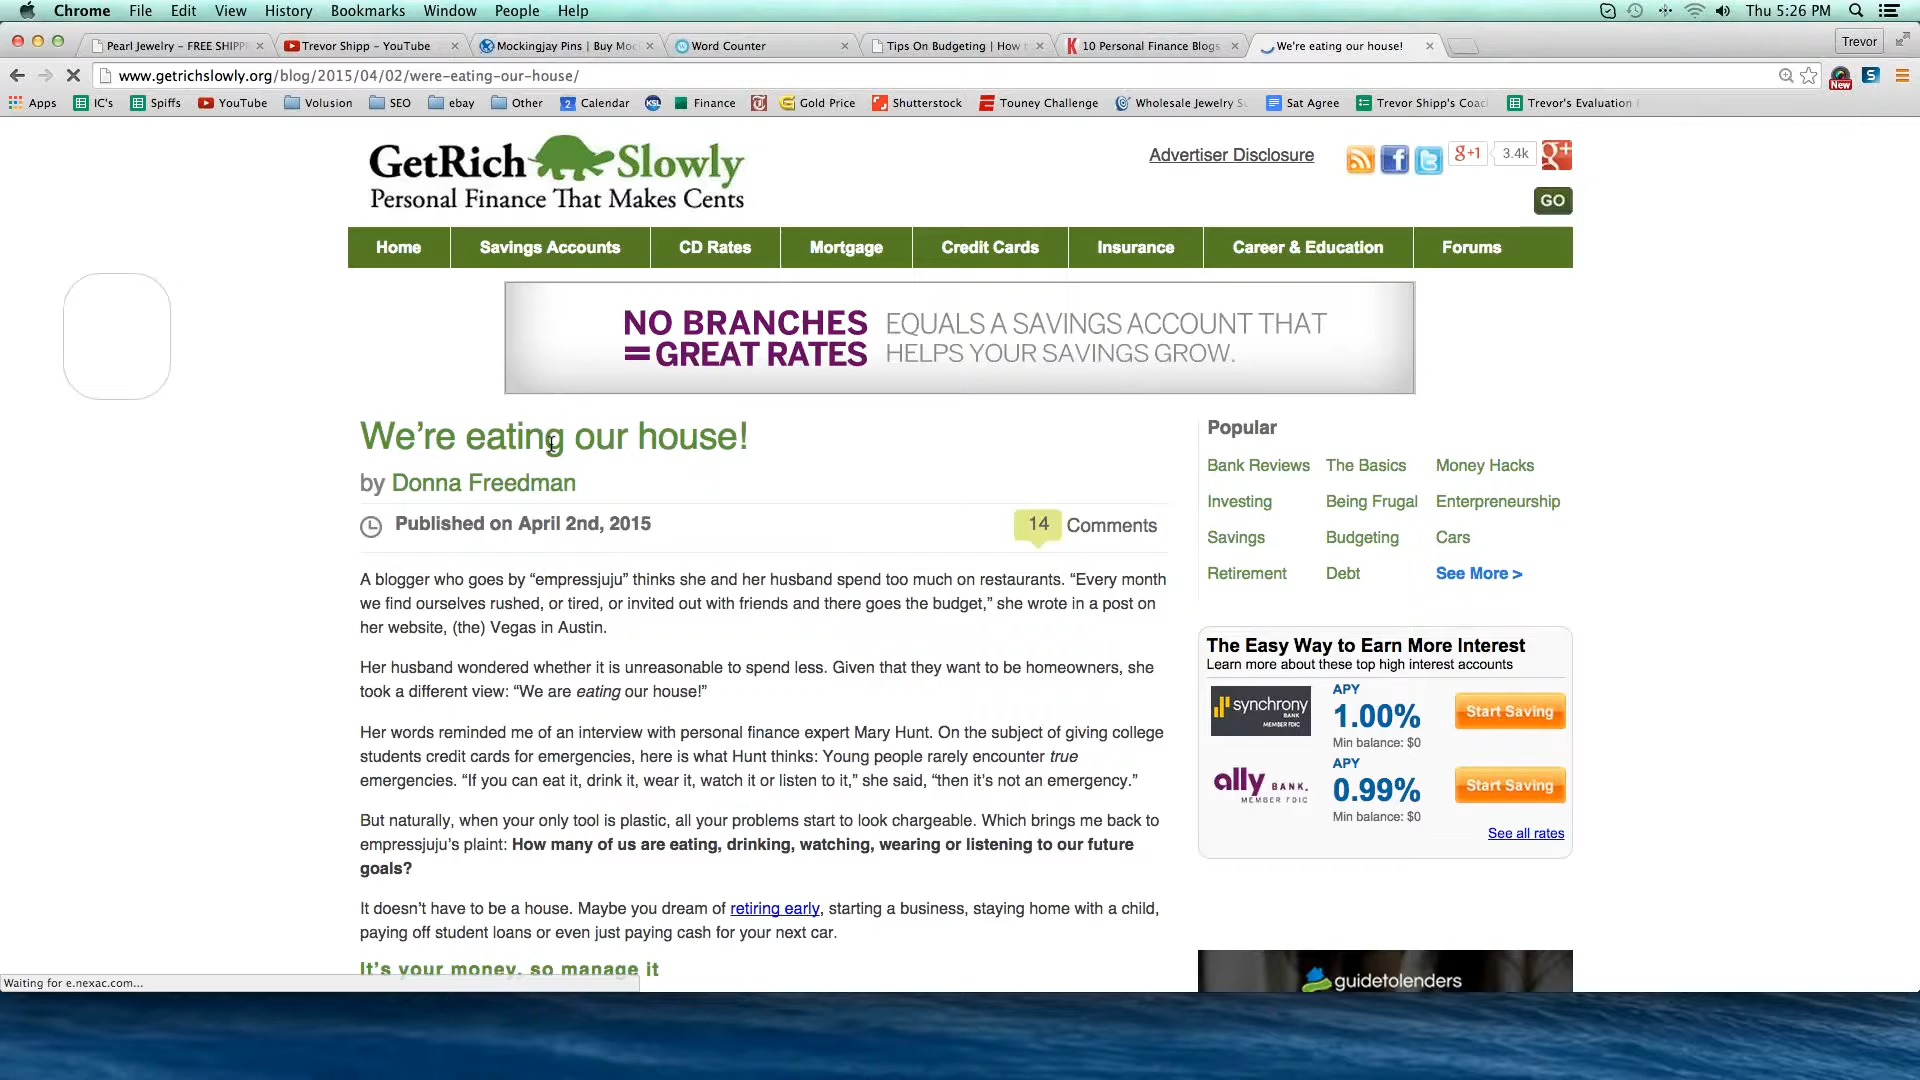 Chrome File Edit View History Bookmarks Window People Help Thu 5:26 PM
Pearl Jewelry – FREE SHIPP Trevor Shipp – YouTube Mockingjay Pins | Buy Moc Word Counter Tips On Budgeting | How 10 Personal Finance Blogs We're eating our house! Trevor
www.getrichslowly.org/blog/2015/04/02/were-eating-our-house/ New
Apps IC's Spiffs YouTube Volusion SEO ebay Other 2 Calendar KSL Finance Gold Price Shutterstock Touney Challenge Wholesale Jewelry Su Sat Agree Trevor Shipp's Coac Trevor's Evaluation
GetRich Slowly
Personal Finance That Makes Cents
Advertiser Disclosure
g+1 3.4k g+
GO
Home Savings Accounts CD Rates Mortgage Credit Cards Insurance Career & Education Forums
NO BRANCHES EQUALS A SAVINGS ACCOUNT THAT
=GREAT RATES HELPS YOUR SAVINGS GROW.
We're eating our house!
by Donna Freedman
Published on April 2nd, 2015
14 Comments
A blogger who goes by “empressjuju” thinks she and her husband spend too much on restaurants. “Every month
we find ourselves rushed, or tired, or invited out with friends and there goes the budget,” she wrote in a post on
her website, (the) Vegas in Austin.
Her husband wondered whether it is unreasonable to spend less. Given that they want to be homeowners, she
took a different view: “We are eating our house!”
Her words reminded me of an interview with personal finance expert Mary Hunt. On the subject of giving college
students credit cards for emergencies, here is what Hunt thinks: Young people rarely encounter true
emergencies. “If you can eat it, drink it, wear it, watch it or listen to it,” she said, “then it’s not an emergency.”
But naturally, when your only tool is plastic, all your problems start to look chargeable. Which brings me back to
empressjuju’s plaint: How many of us are eating, drinking, watching, wearing or listening to our future
goals?
It doesn’t have to be a house. Maybe you dream of retiring early, starting a business, staying home with a child,
paying off student loans or even just paying cash for your next car.
It’s your money, so manage it
Popular
Bank Reviews The Basics Money Hacks
Investing Being Frugal Enterpreneurship
Savings Budgeting Cars
Retirement Debt See More >
The Easy Way to Earn More Interest
Learn more about these top high interest accounts
synchrony
BANK
MEMBER FDIC
APY
1.00%
Min balance: $0
Start Saving
ally BANK.
MEMBER FDIC
APY
0.99%
Min balance: $0
Start Saving
See all rates
guidetolenders
Waiting for e.nexac.com...